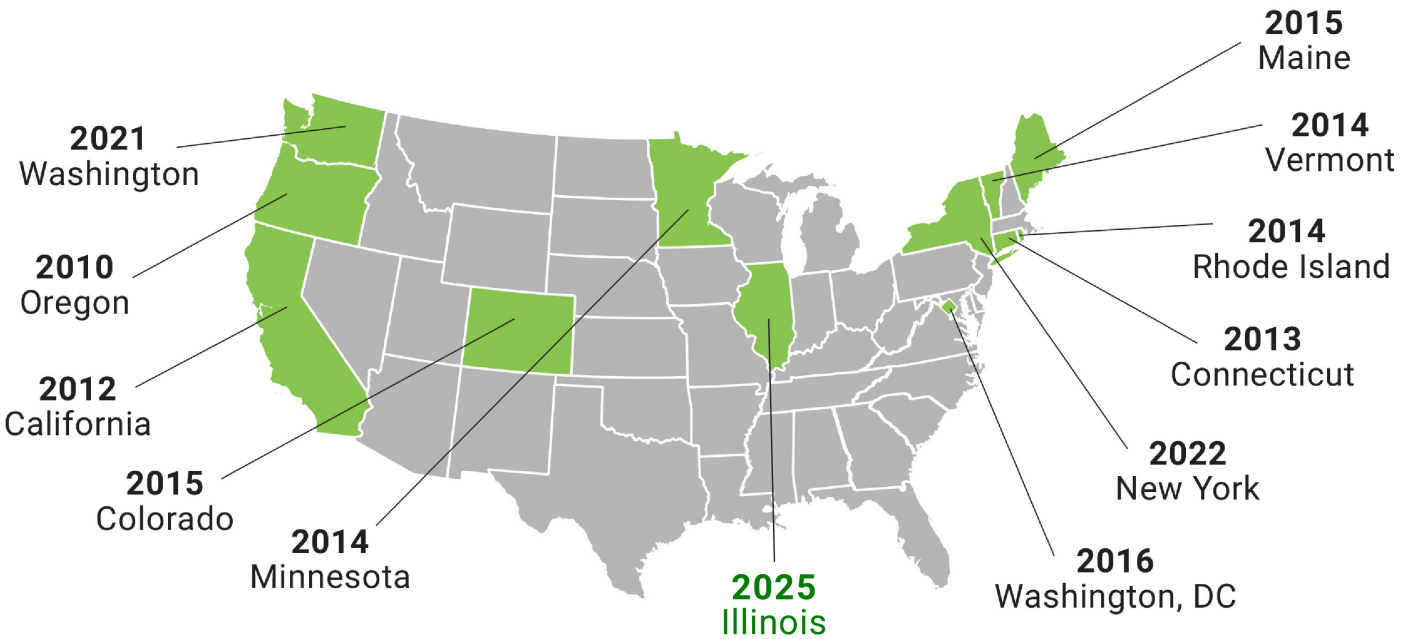 2015
Maine
2014
Vermont
2021
Washington
2014
Rhode Island
2010
Oregon
2013
Connecticut
2012
California
2022
New York
2015
Colorado
2014
Minnesota
2016
Washington, DC
2025
Illinois